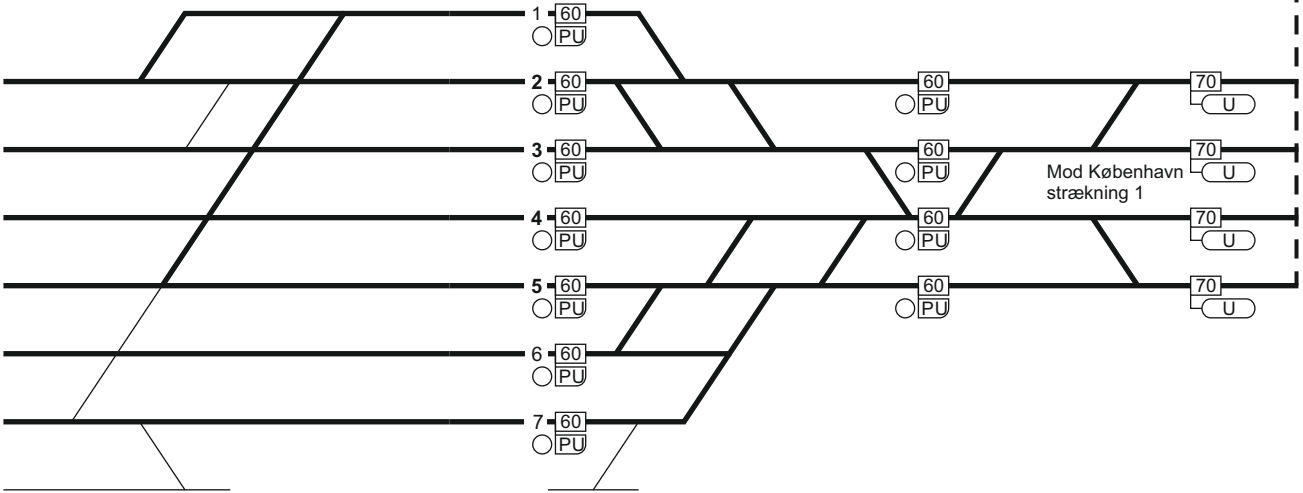 1 60
PU
2 60 60 70
PU PU U
3 60 60 70
PU PU U
Mod København
strækning 1
4 60 60 70
PU PU U
5 60 60 70
PU PU U
6 60
PU
7 60
PU